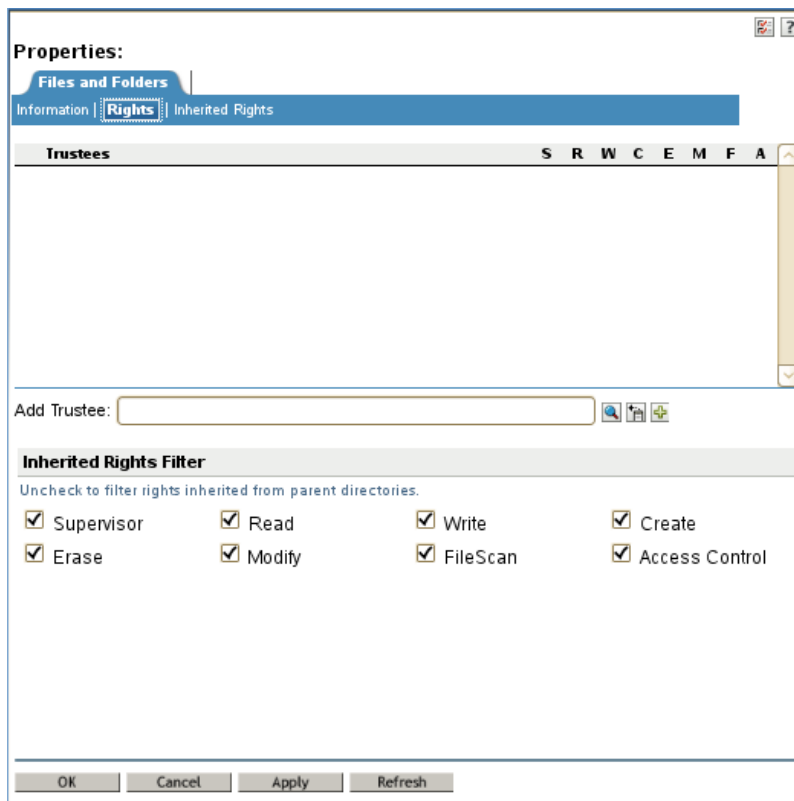 ?
Properties:
Files and Folders
Information | Rights | Inherited Rights
Trustees S R W C E M F A
Add Trustee:
Inherited Rights Filter
Uncheck to filter rights inherited from parent directories.
Supervisor Read Write Create
Erase Modify FileScan Access Control
OK Cancel Apply Refresh